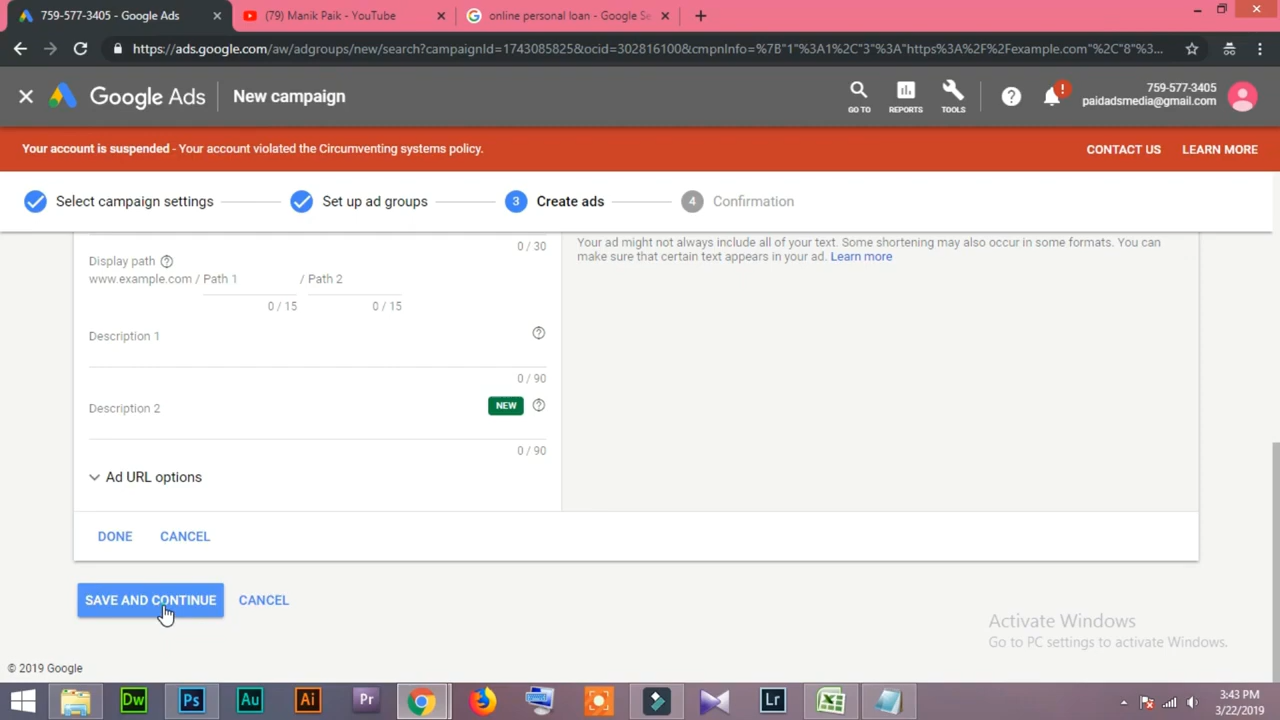 759-577-3405 - Google Ads
(79) Manik Paik - YouTube
online personal loan - Google Se
https://ads.google.com/aw/adgroups/new/search?campaignId=1743085825&ocid=302816100&cmpnInfo=%7B"1"%3A1%2C"3"%3A"https%3A%2F%2Fexample.com"%2C"8"%3...
Google Ads
New campaign
GO TO
REPORTS
TOOLS
759-577-3405
paidadsmedia@gmail.com
Your account is suspended - Your account violated the Circumventing systems policy.
CONTACT US
LEARN MORE
Select campaign settings
Set up ad groups
3 Create ads
4 Confirmation
0 / 30
Your ad might not always include all of your text. Some shortening may also occur in some formats. You can
make sure that certain text appears in your ad. Learn more
Display path
www.example.com / Path 1 / Path 2
0 / 15 0 / 15
Description 1
0 / 90
Description 2
NEW
0 / 90
Ad URL options
DONE CANCEL
SAVE AND CONTINUE CANCEL
Activate Windows
Go to PC settings to activate Windows.
© 2019 Google
Dw
Ps
Au
Ai
Pr
Lr
3:43 PM
3/22/2019